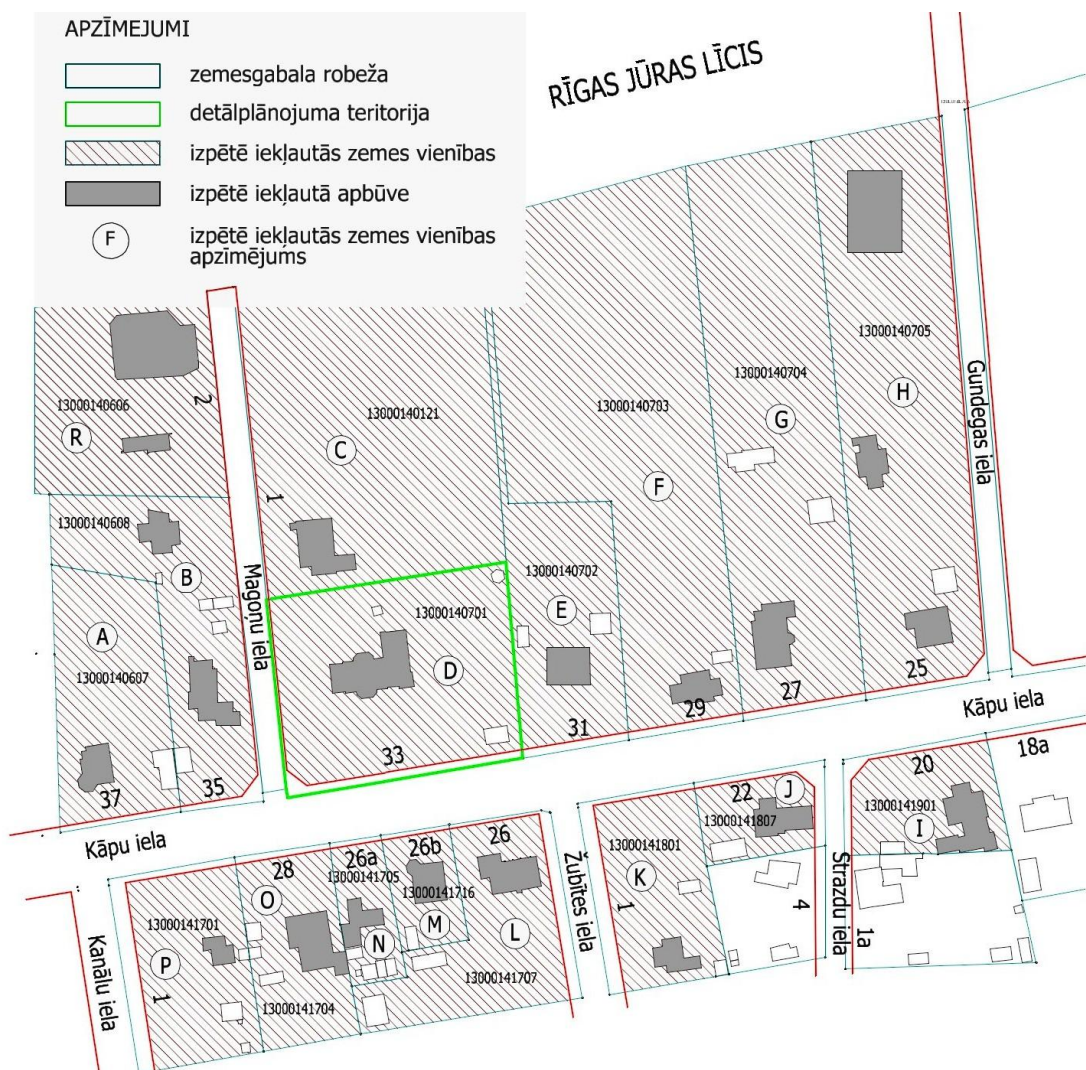 APZĪMEJUMI
zemesgabala robeža
detālplānojuma teritorija
izpētē iekļautās zemes vienības
izpētē iekļautā apbūve
F
izpētē iekļautās zemes vienības
apzīmējums
RĪGAS JŪRAS LĪCIS
13000140705
13000140704
Gundegas iela
H
G
13000140606
2
R
13000140121
13000140703
C
F
1
13000140608
B
Magoņu iela
13000140702
E
A
13000140607
13000140701
D
25
27
29
31
33
Kāpu iela
37
35
18a
20
22
J
13000141807
13000141901
I
Kāpu iela
28
26a
26b
26
13000141705
13000141716
13000141801
K
Žubītes iela
1
4
Strazdu iela
1a
O
13000141701
M
N
L
P
13000141707
13000141704
Kanālu iela
1